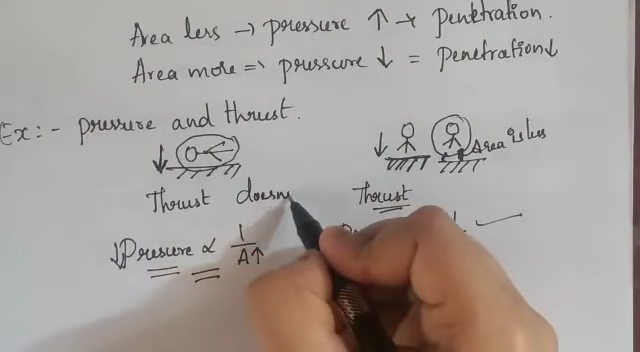 Area less → pressure ↑ → Penetration.
Area more => pressure ↓ = Penetration↓
Ex:- pressure and thrust.
Area is less
Thrust doesn
Thrust
↓Pressure ∝ 1/A↑